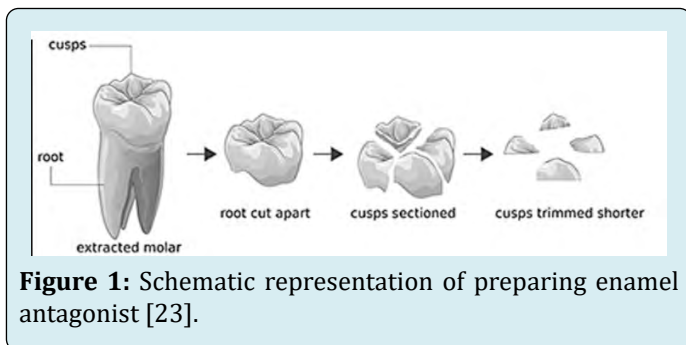 cusps
root
extracted molar
root cut apart
cusps sectioned
cusps trimmed shorter
Figure 1: Schematic representation of preparing enamel
antagonist [23].